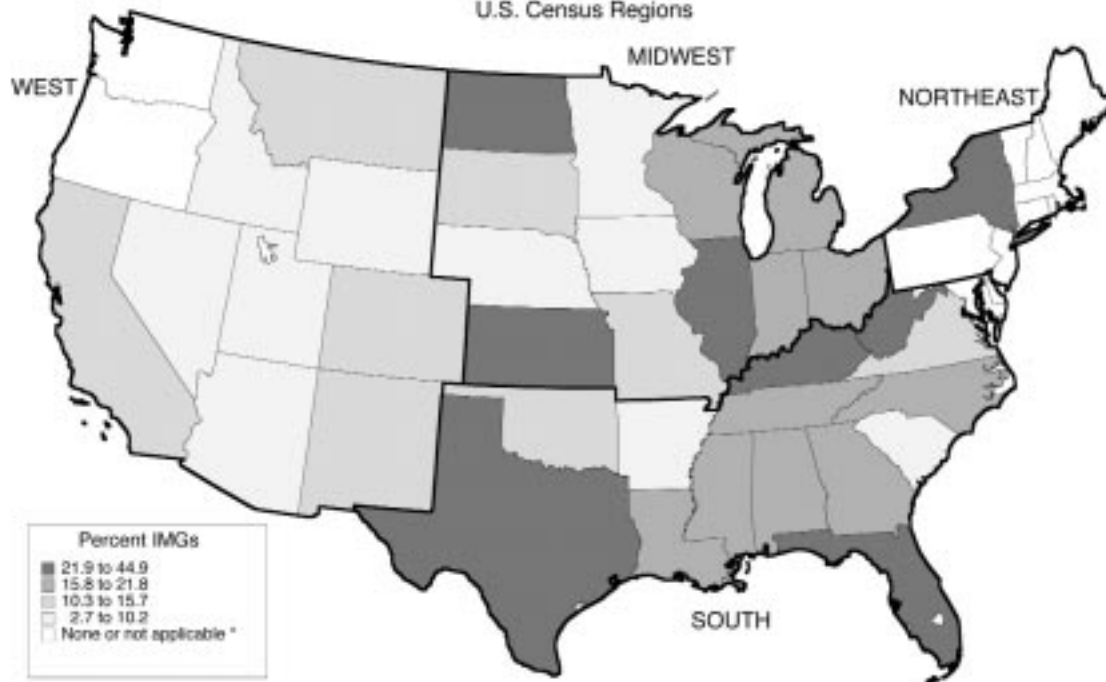 U.S. Census Regions
MIDWEST
WEST
NORTHEAST
SOUTH
Percent IMGs
21.9 to 44.9
15.8 to 21.8
10.3 to 15.7
2.7 to 10.2
None or not applicable *